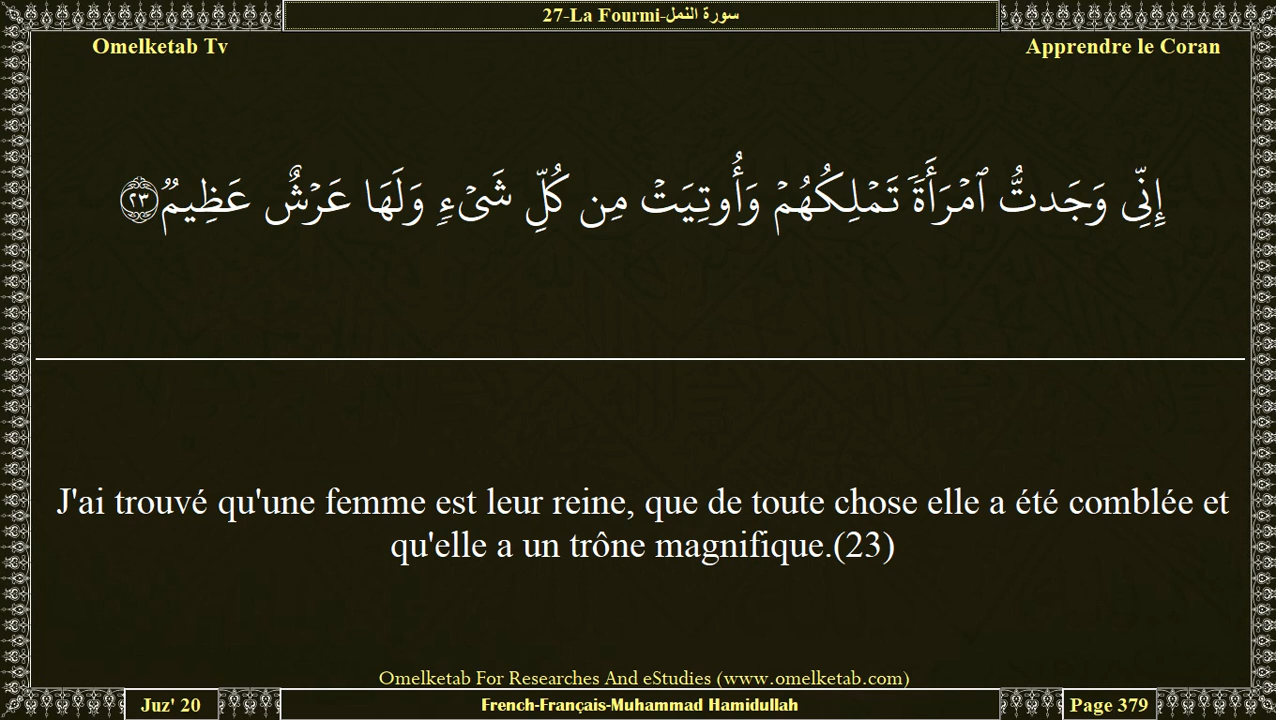 27-La Fourmi-سورة النمل
Omelketab Tv
Apprendre le Coran
إِنِّى وَجَدتُّ ٱمْرَأَةًۭ تَمْلِكُهُمْ وَأُوتِيَتْ مِن كُلِّ شَىْءٍۢ وَلَهَا عَرْشٌ عَظِيمٌۭ ﴿٢٣﴾
J'ai trouvé qu'une femme est leur reine, que de toute chose elle a été comblée et
qu'elle a un trône magnifique.(23)
Omelketab For Researches And eStudies (www.omelketab.com)
Juz' 20
French-Français-Muhammad Hamidullah
Page 379